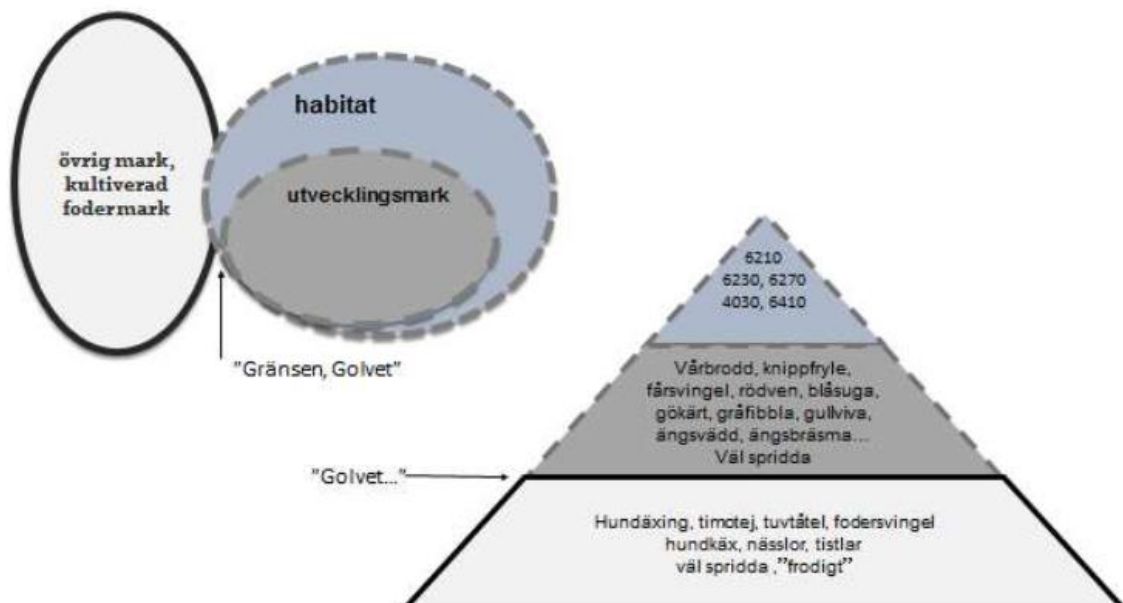 övrig mark,
kultiverad
fodermark
habitat
utvecklingsmark
"Gränsen, Golvet"
6210
6230, 6270
4030, 6410
Vårbrodd, knippfryle,
fårsvingel, rödven, blåsuga,
gökärt, gråfibbla, gullviva,
ängsvädd, ängsbräsma...
Väl spridda
"Golvet..."
Hundäxing, timotej, tuvtåtel, fodersvingel
hundkäx, nässlor, tistlar
väl spridda ,"frodigt"